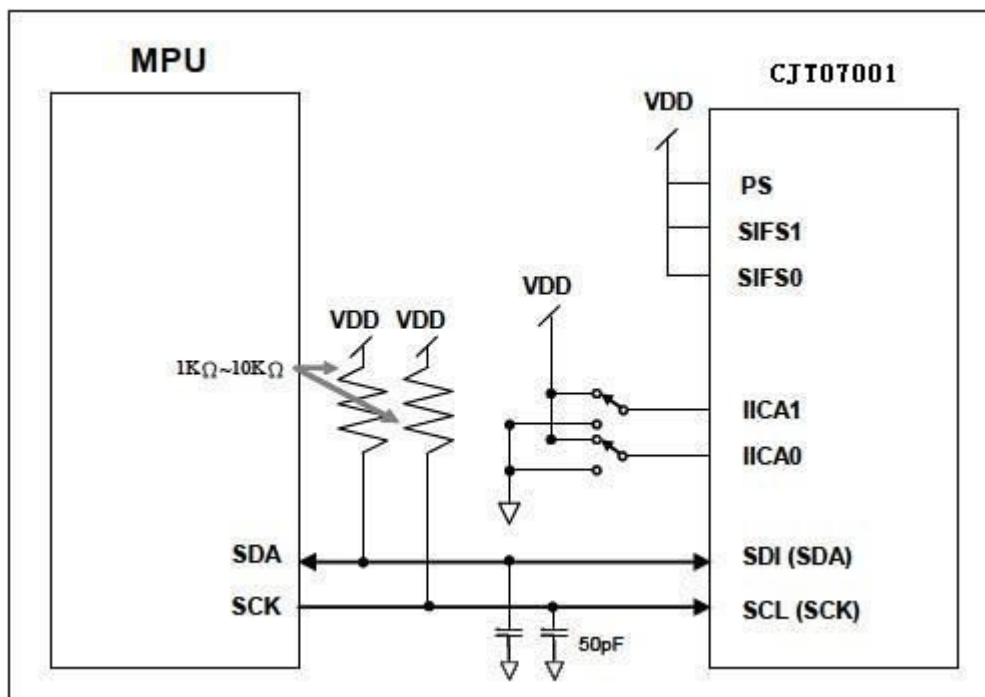 MPU
CJT07001
VDD
PS
SIFS1
SIFS0
VDD
VDD VDD
1KΩ~10KΩ
IICA1
IICA0
SDA
SDI (SDA)
SCK
SCL (SCK)
50pF